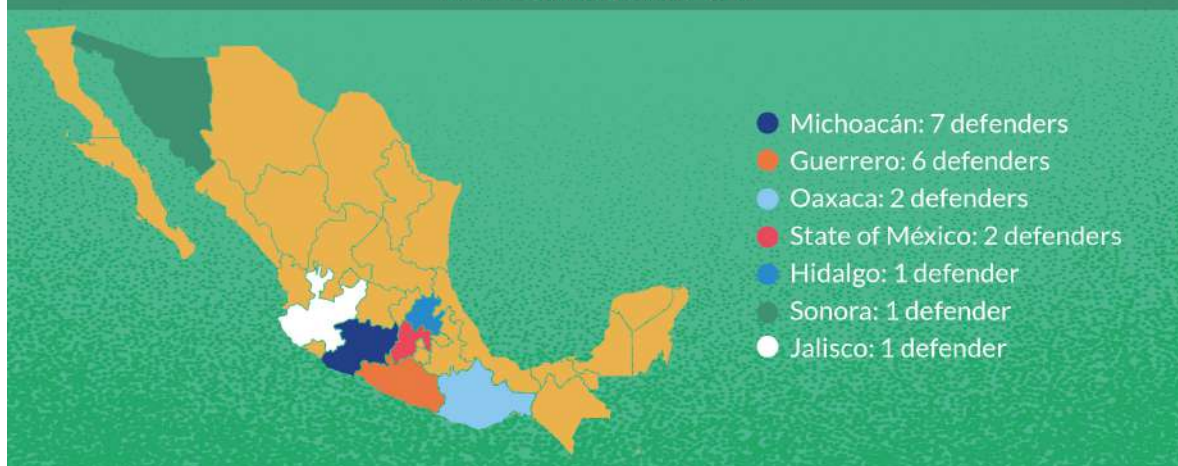 Michoacán: 7 defenders
Guerrero: 6 defenders
Oaxaca: 2 defenders
State of México: 2 defenders
Hidalgo: 1 defender
Sonora: 1 defender
Jalisco: 1 defender